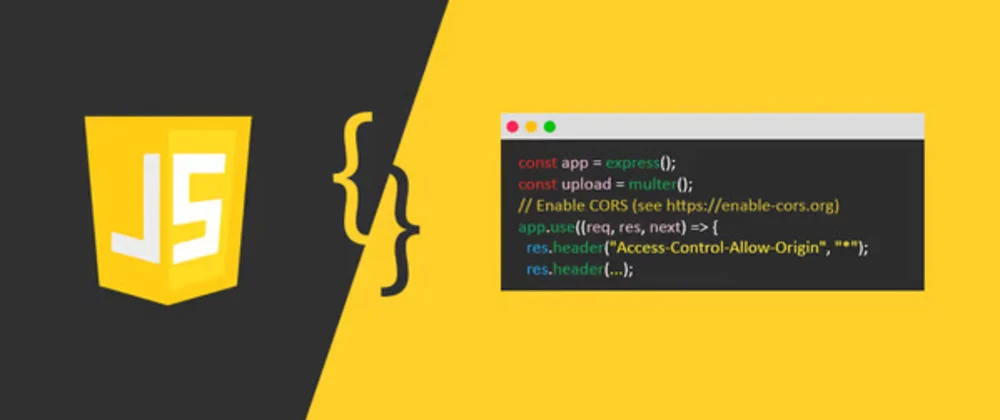 JS
{
}
const app = express();
const upload = multer();
// Enable CORS (see https://enable-cors.org)
app.use((req, res, next) => {
res.header("Access-Control-Allow-Origin", "*");
res.header(...);